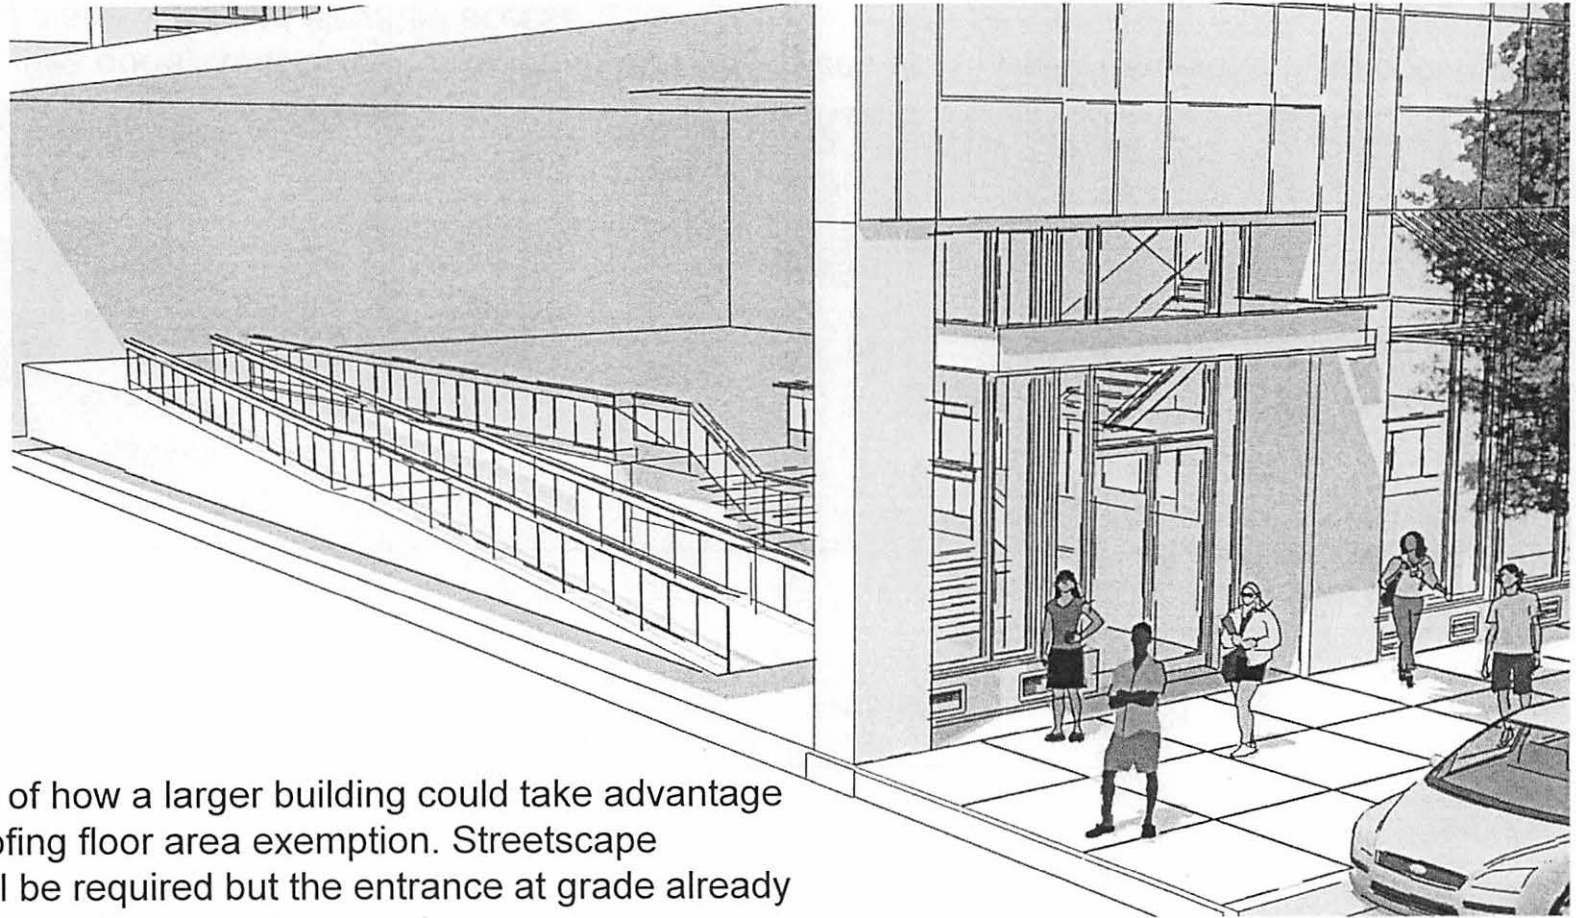 of how a larger building could take advantage
ofing floor area exemption. Streetscape
l be required but the entrance at grade already